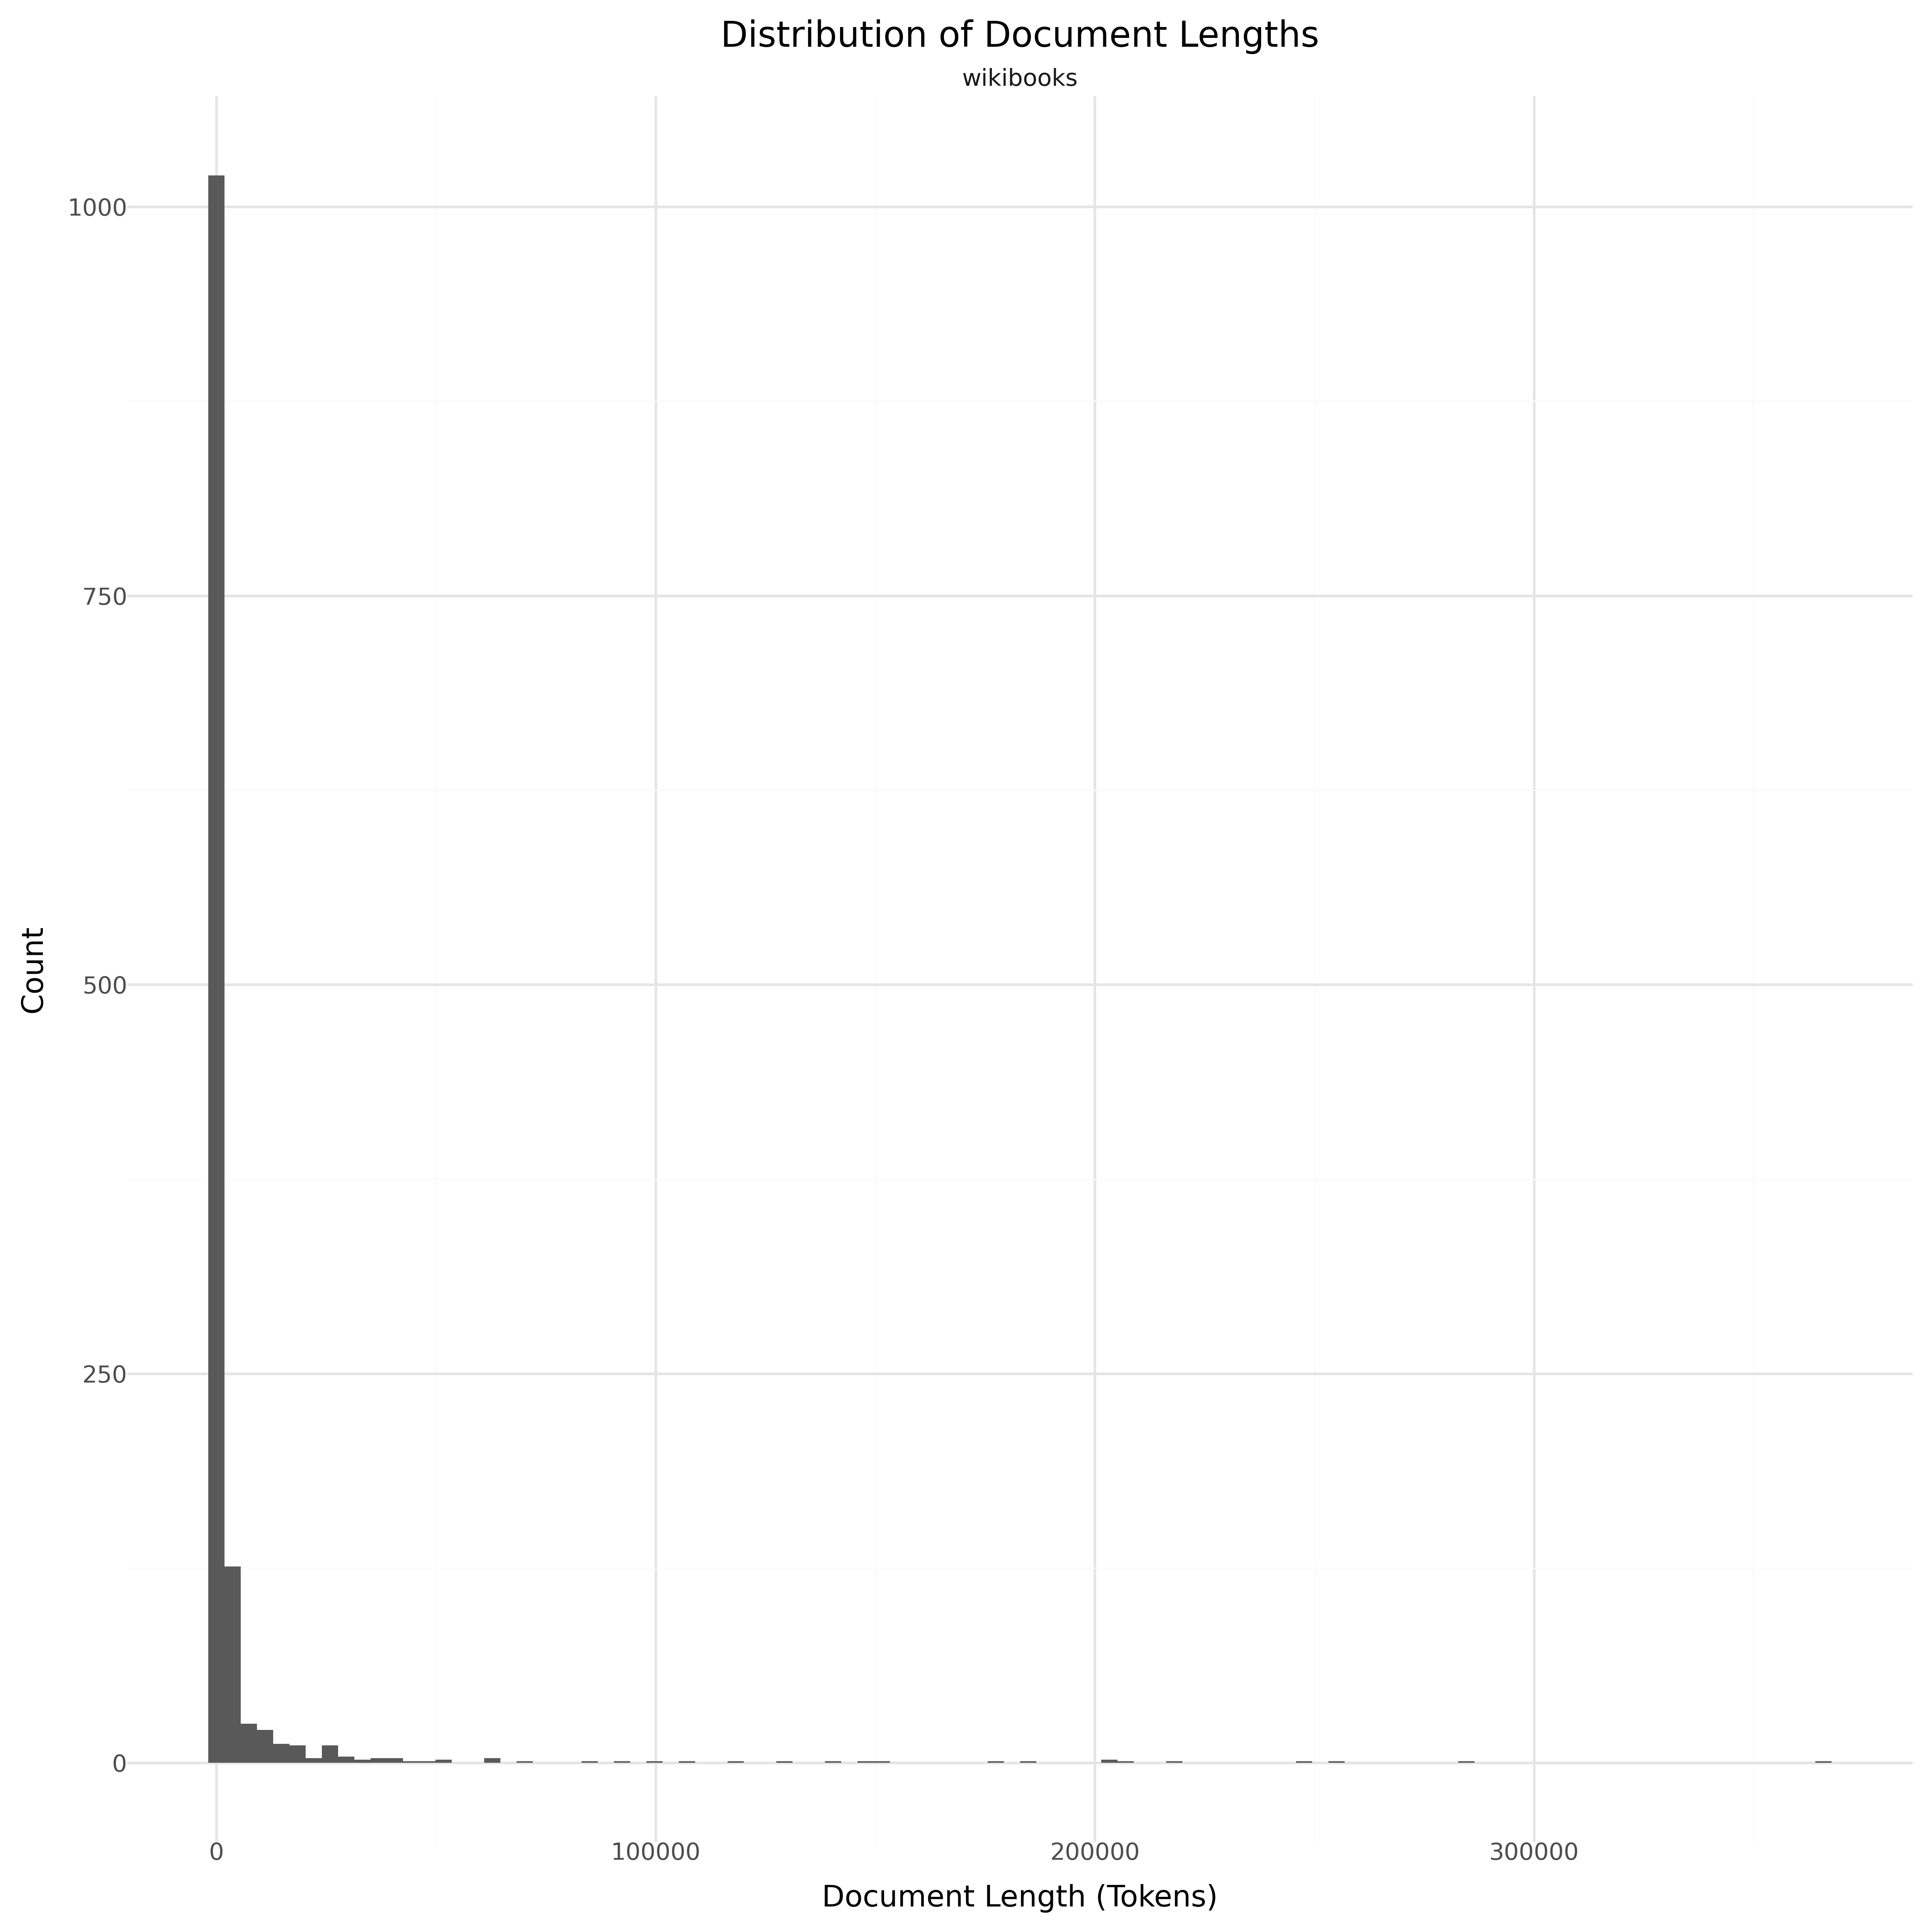 Distribution of Document Lengths
wikibooks
1000
750
500
250
0
Count
0 100000 200000 300000
Document Length (Tokens)